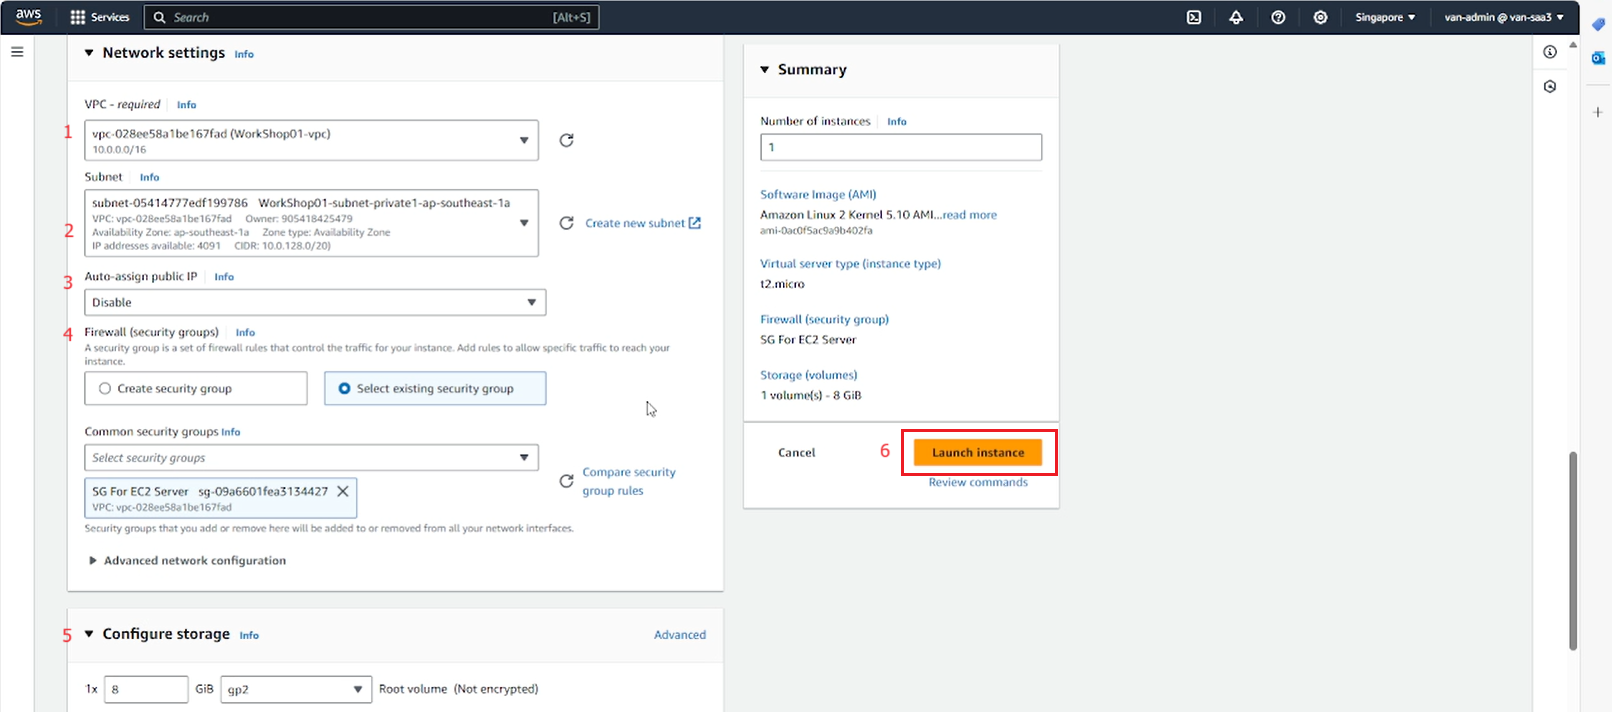 aws Services Search [Alt+S] Singapore van-admin @ van-saa3
Network settings Info
VPC - required Info
1
vpc-028ee58a1be167fad (WorkShop01-vpc)
10.0.0.0/16
Subnet Info
2
subnet-05414777edf199786 WorkShop01-subnet-private1-ap-southeast-1a
VPC: vpc-028ee58a1be167fad Owner: 905418425479
Availability Zone: ap-southeast-1a Zone type: Availability Zone
IP addresses available: 4091 CIDR: 10.0.128.0/20)
Create new subnet
3
Auto-assign public IP Info
Disable
4
Firewall (security groups) Info
A security group is a set of firewall rules that control the traffic for your instance. Add rules to allow specific traffic to reach your
instance.
Create security group
Select existing security group
Common security groups Info
Select security groups
SG For EC2 Server sg-09a6601fea3134427
VPC: vpc-028ee58a1be167fad
Compare security
group rules
Security groups that you add or remove here will be added to or removed from all your network interfaces.
Advanced network configuration
5
Configure storage Info
Advanced
1x 8 GiB gp2 Root volume (Not encrypted)
Summary
Number of instances Info
1
Software Image (AMI)
Amazon Linux 2 Kernel 5.10 AMI...read more
ami-0ac0f5ac9a9b402fa
Virtual server type (instance type)
t2.micro
Firewall (security group)
SG For EC2 Server
Storage (volumes)
1 volume(s) - 8 GiB
Cancel
6
Launch instance
Review commands